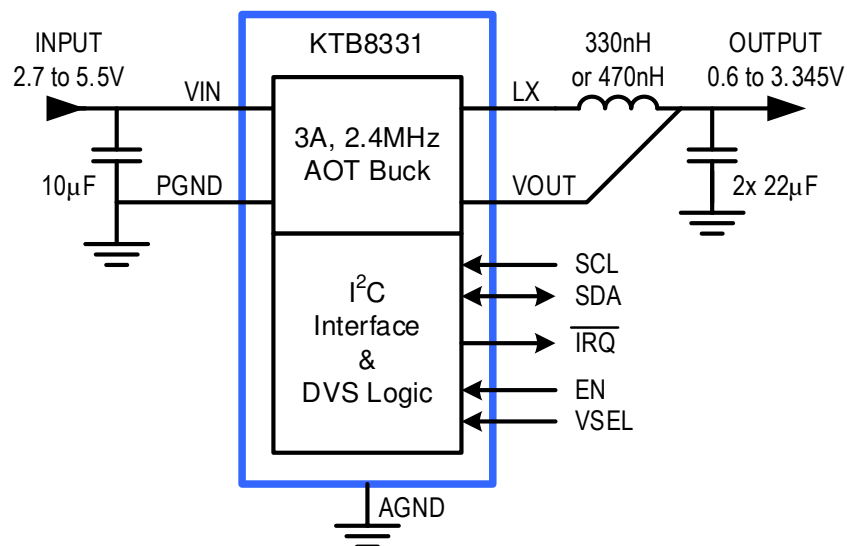 INPUT
2.7 to 5.5V
KTB8331
330nH
or 470nH
OUTPUT
0.6 to 3.345V
VIN
LX
3A, 2.4MHz
AOT Buck
10µF
PGND
VOUT
2x 22µF
I²C
Interface
&
DVS Logic
SCL
SDA
IRQ
EN
VSEL
AGND